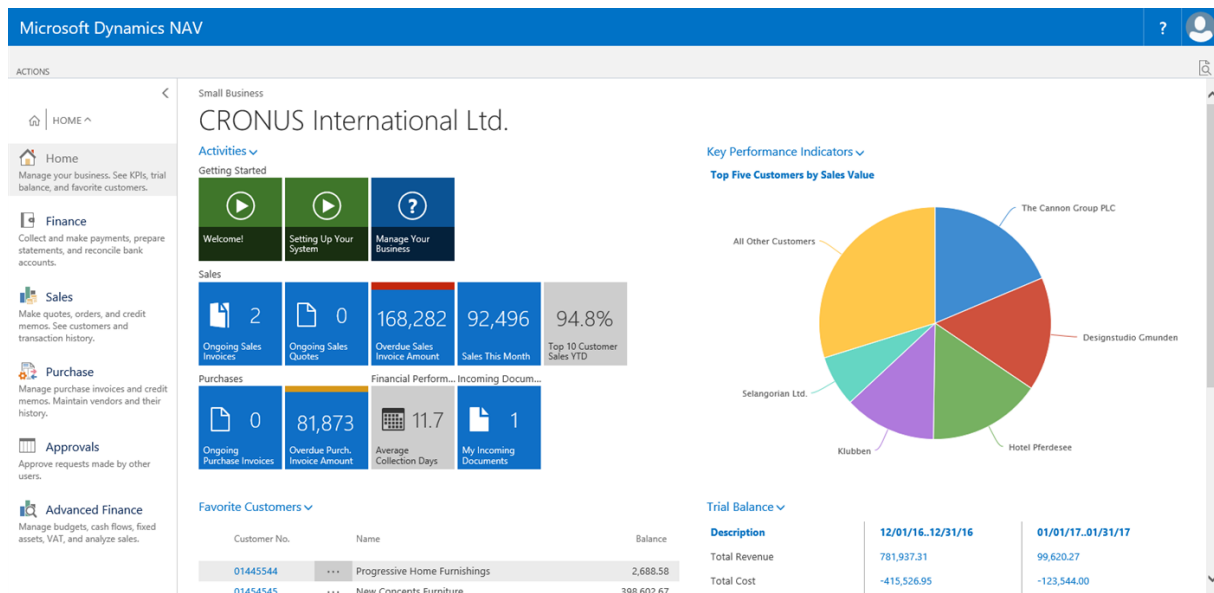 Microsoft Dynamics NAV
?
ACTIONS
HOME
Home
Manage your business. See KPIs, trial
balance, and favorite customers.
Finance
Collect and make payments, prepare
statements, and reconcile bank
accounts.
Sales
Make quotes, orders, and credit
memos. See customers and
transaction history.
Purchase
Manage purchase invoices and credit
memos. Maintain vendors and their
history.
Approvals
Approve requests made by other
users.
Advanced Finance
Manage budgets, cash flows, fixed
assets, VAT, and analyze sales.
Small Business
CRONUS International Ltd.
Activities
Getting Started
Welcome!
Setting Up Your
System
?
Manage Your
Business
Sales
2
Ongoing Sales
Invoices
0
Ongoing Sales
Quotes
168,282
Overdue Sales
Invoice Amount
92,496
Sales This Month
94.8%
Top 10 Customer
Sales YTD
Purchases
Financial Perform...
Incoming Docum...
0
Ongoing
Purchase Invoices
81,873
Overdue Purch.
Invoice Amount
11.7
Average
Collection Days
1
My Incoming
Documents
Favorite Customers
Customer No. Name Balance
01445544 ... Progressive Home Furnishings 2,688.58
01454545 ... New Concepts Furniture 398,602.67
Key Performance Indicators
Top Five Customers by Sales Value
The Cannon Group PLC
All Other Customers
Designstudio Gmunden
Selangorian Ltd.
Hotel Pferdesee
Klubben
Trial Balance
Description 12/01/16..12/31/16 01/01/17..01/31/17
Total Revenue 781,937.31 99,620.27
Total Cost -415,526.95 -123,544.00